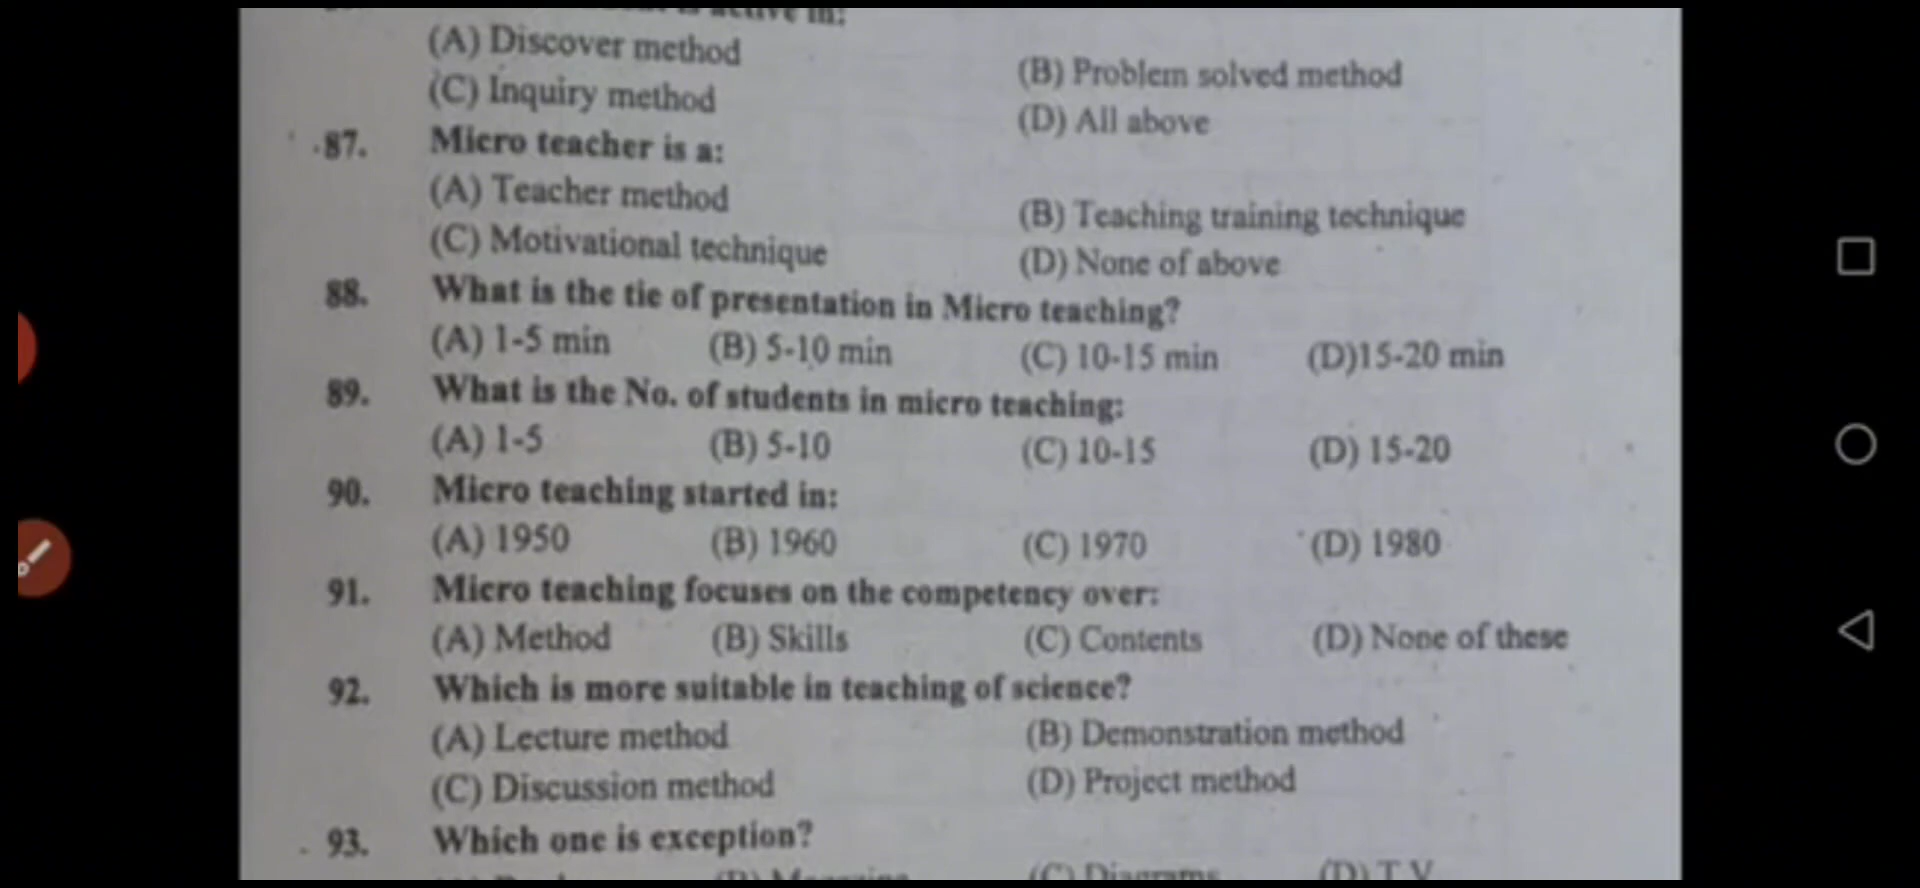 active in:
(A) Discover method
(B) Problem solved method
(C) Inquiry method
(D) All above
87. Micro teacher is a:
(A) Teacher method
(B) Teaching training technique
(C) Motivational technique
(D) None of above
88. What is the tie of presentation in Micro teaching?
(A) 1-5 min (B) 5-10 min (C) 10-15 min (D)15-20 min
89. What is the No. of students in micro teaching:
(A) 1-5 (B) 5-10 (C) 10-15 (D) 15-20
90. Micro teaching started in:
(A) 1950 (B) 1960 (C) 1970 (D) 1980
91. Micro teaching focuses on the competency over:
(A) Method (B) Skills (C) Contents (D) None of these
92. Which is more suitable in teaching of science?
(A) Lecture method (B) Demonstration method
(C) Discussion method (D) Project method
93. Which one is exception?
(C) Diagrams (D) T.V